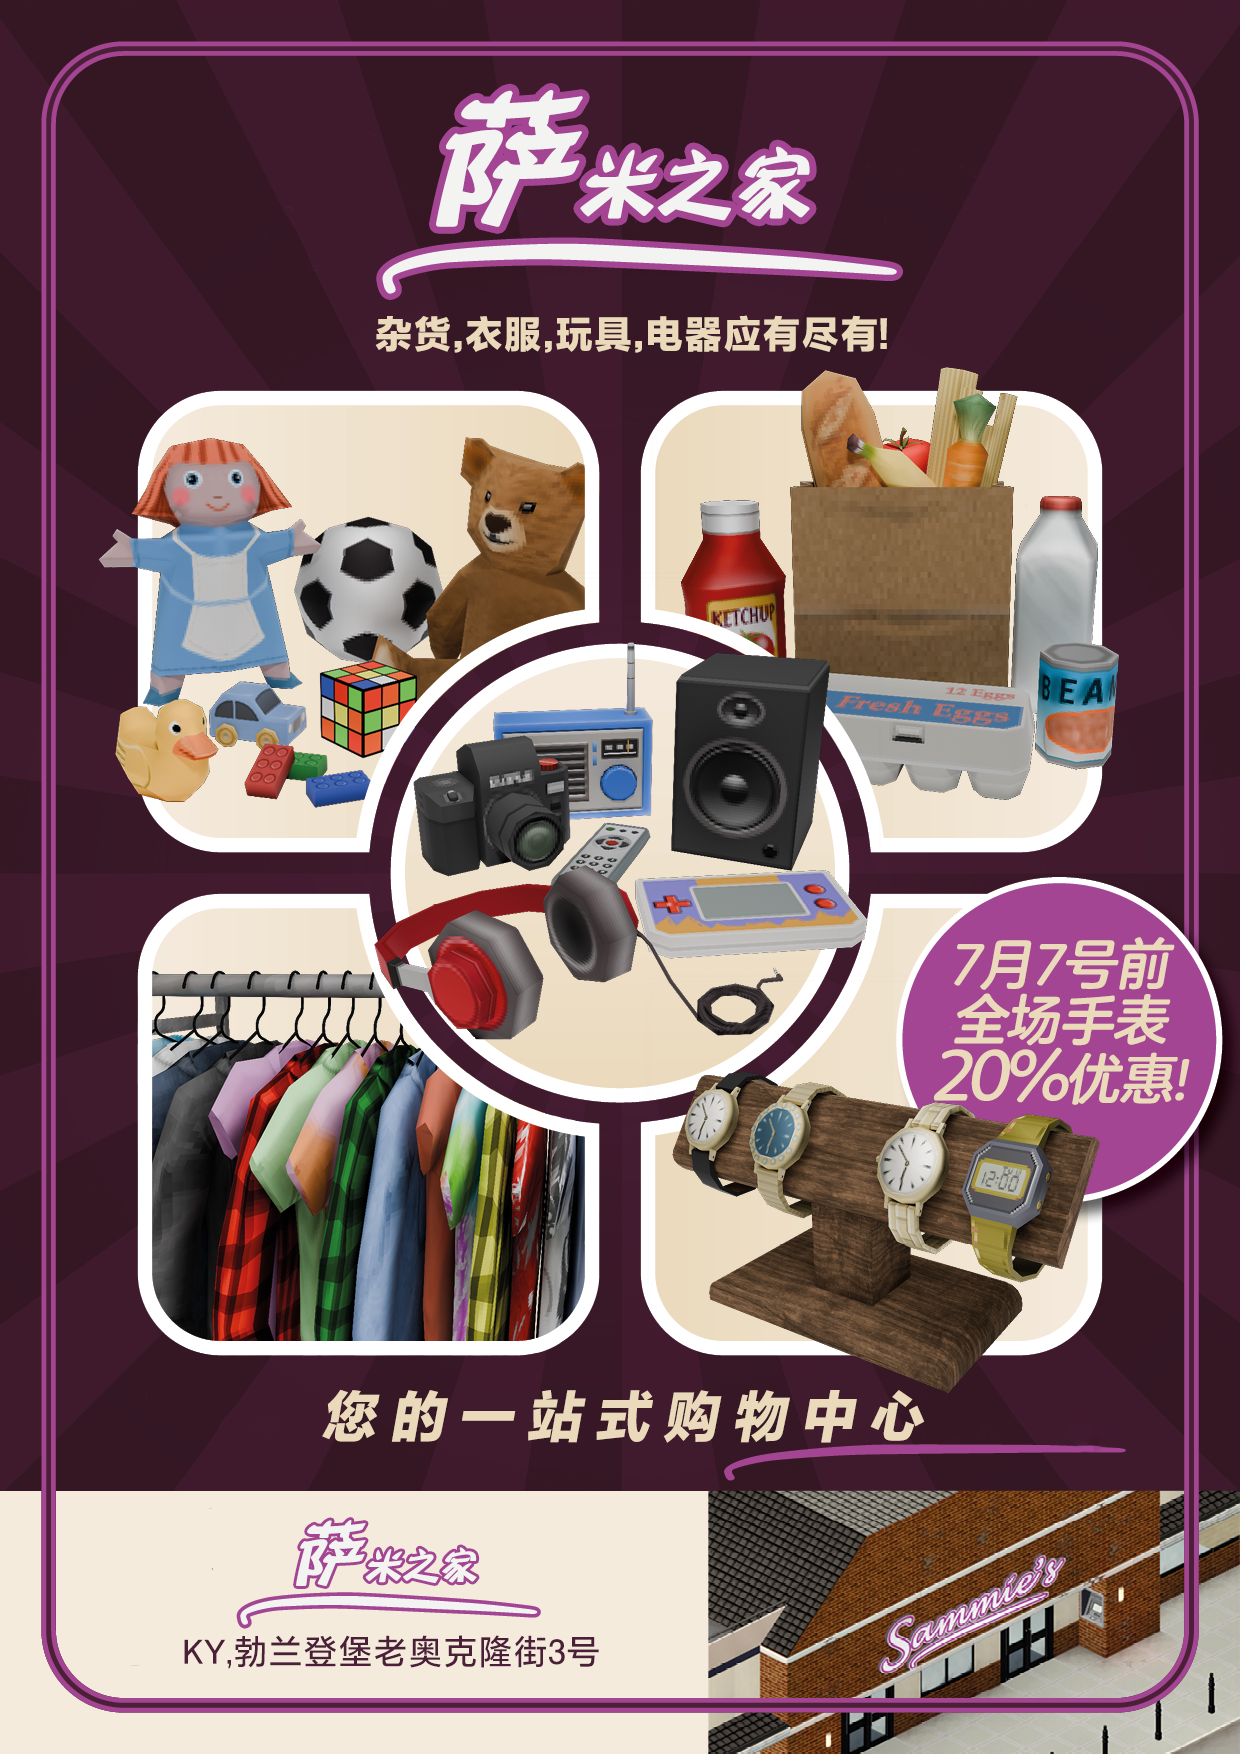 萨米之家
杂货,衣服,玩具,电器应有尽有!
KETCHUP
12 Eggs
Fresh Eggs
BEAN
7月7号前
全场手表
20%优惠!
12:00
您的一站式购物中心
萨米之家
KY,勃兰登堡老奥克隆街3号
Sammie's